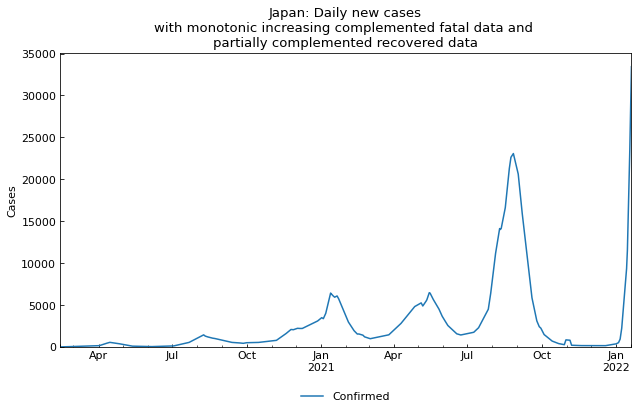 Japan: Daily new cases
with monotonic increasing complemented fatal data and
partially complemented recovered data
35000
30000
25000
20000
15000
10000
5000
0
Cases
Apr Jul Oct Jan Apr Jul Oct Jan
2021 2022
Confirmed